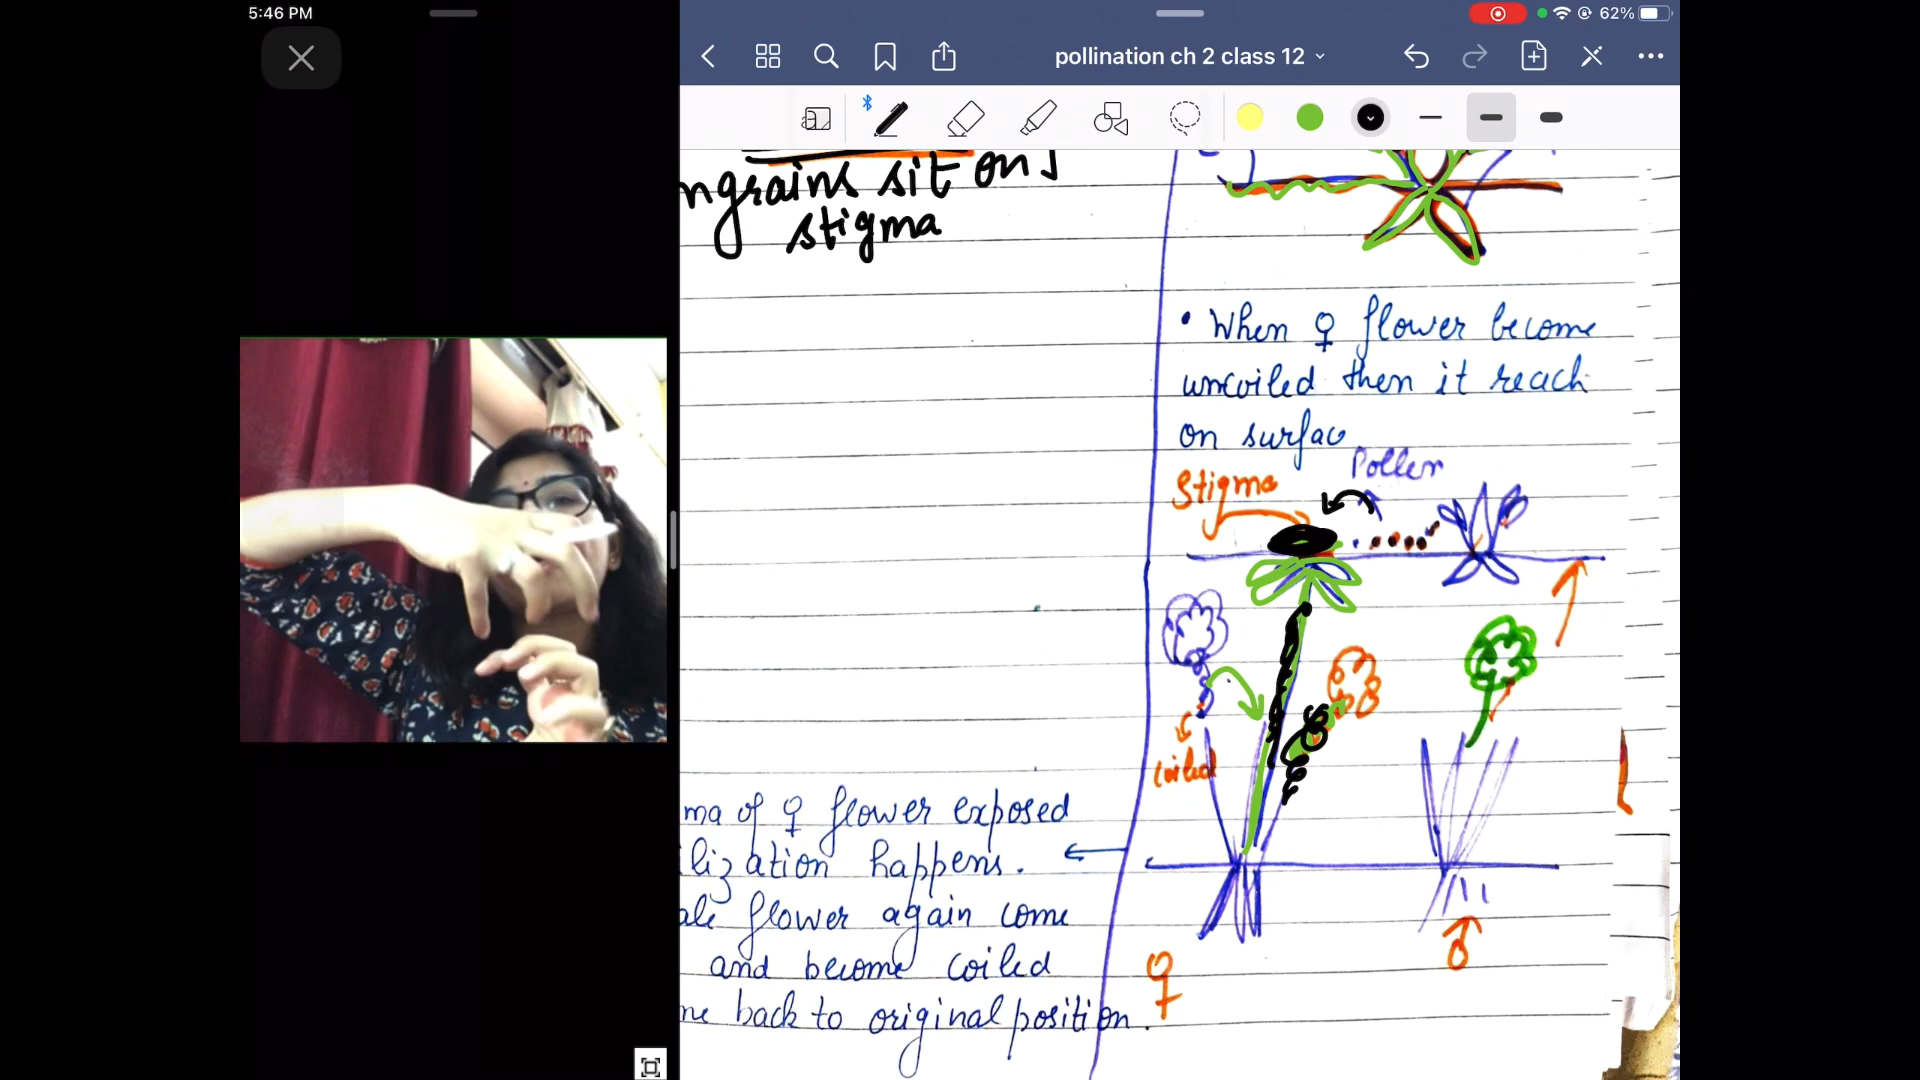 5:46 PM
62%
pollination ch 2 class 12
ngrains sit on
stigma
• When ♀ flower become
uncoiled then it reach
on surfac
Pollen
Stigma
coiled
ma of ♀ flower exposed
lization happens.
ale flower again come
and become coiled
me back to original position.
♀
♂